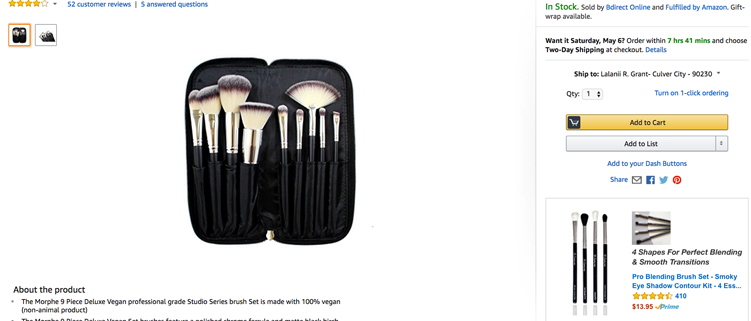 52 customer reviews | 5 answered questions
In Stock. Sold by Bdirect Online and Fulfilled by Amazon. Gift-
wrap available.
Want it Saturday, May 6? Order within 7 hrs 41 mins and choose
Two-Day Shipping at checkout. Details
Ship to: Lalanii R. Grant- Culver City - 90230
Qty: 1
Turn on 1-click ordering
Add to Cart
Add to List
Add to your Dash Buttons
Share
4 Shapes For Perfect Blending
& Smooth Transitions
Pro Blending Brush Set - Smoky
Eye Shadow Contour Kit - 4 Ess...
410
$13.95 Prime
About the product
The Morphe 9 Piece Deluxe Vegan professional grade Studio Series brush Set is made with 100% vegan
(non-animal product)
The Morphe 9 Piece Deluxe Vegan Set brushes feature a polished chrome ferrule and matte black birch